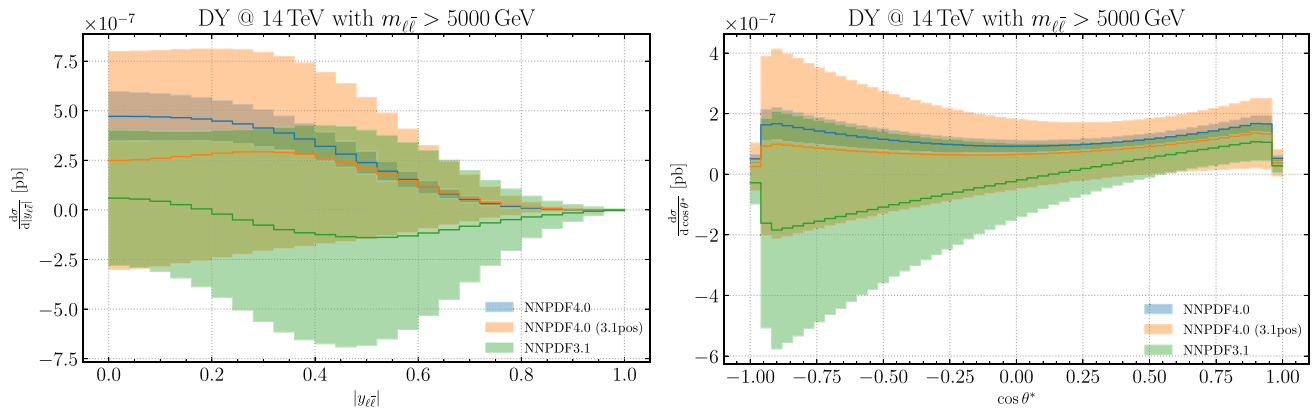 DY @ 14 TeV with m_{ℓℓ̄} > 5000 GeV
×10⁻⁷
7.5
5.0
2.5
0.0
−2.5
−5.0
−7.5
dσ/d|y_{ℓℓ̄}| [pb]
NNPDF4.0
NNPDF4.0 (3.1pos)
NNPDF3.1
0.0 0.2 0.4 0.6 0.8 1.0
|y_{ℓℓ̄}|
DY @ 14 TeV with m_{ℓℓ̄} > 5000 GeV
×10⁻⁷
4
2
0
−2
−4
−6
dσ/d cos θ* [pb]
NNPDF4.0
NNPDF4.0 (3.1pos)
NNPDF3.1
−1.00 −0.75 −0.50 −0.25 0.00 0.25 0.50 0.75 1.00
cos θ*